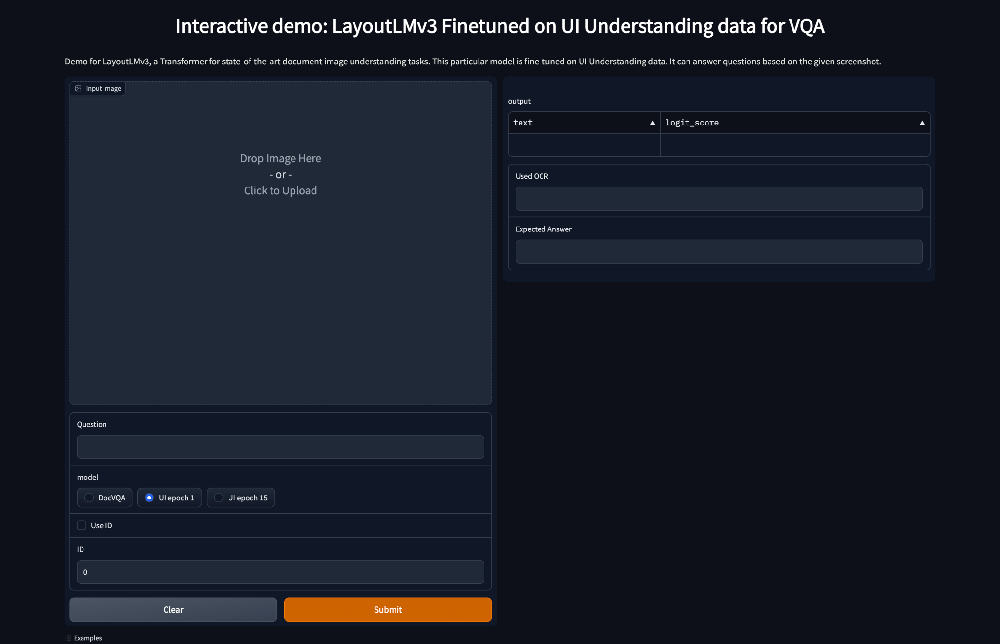 Interactive demo: LayoutLMv3 Finetuned on UI Understanding data for VQA
Demo for LayoutLMv3, a Transformer for state-of-the-art document image understanding tasks. This particular model is fine-tuned on UI Understanding data. It can answer questions based on the given screenshot.
Input image
Drop Image Here
- or -
Click to Upload
Question
model
DocVQA
UI epoch 1
UI epoch 15
Use ID
ID
0
Clear
Submit
output
text
logit_score
Used OCR
Expected Answer
Examples